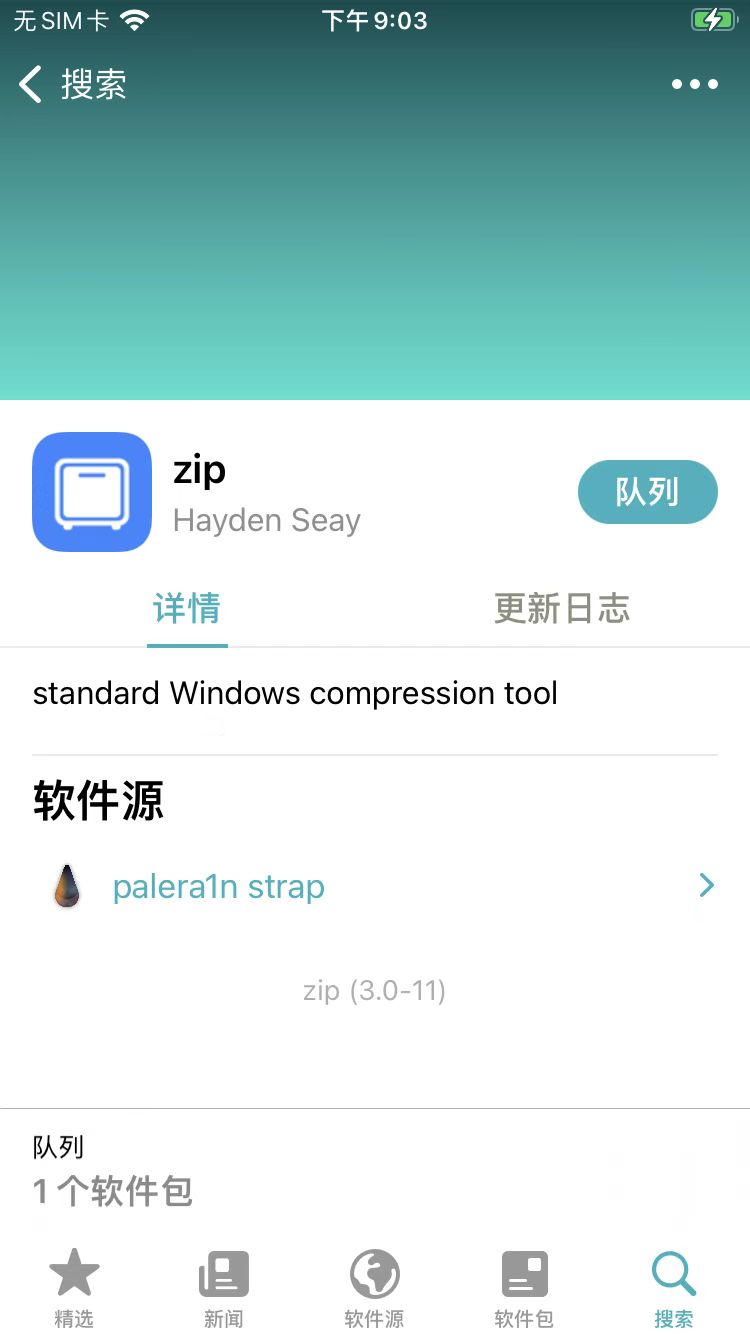 无SIM卡 下午9:03
搜索
zip
Hayden Seay
队列
详情 更新日志
standard Windows compression tool
软件源
palera1n strap
zip (3.0-11)
队列
1个软件包
精选 新闻 软件源 软件包 搜索